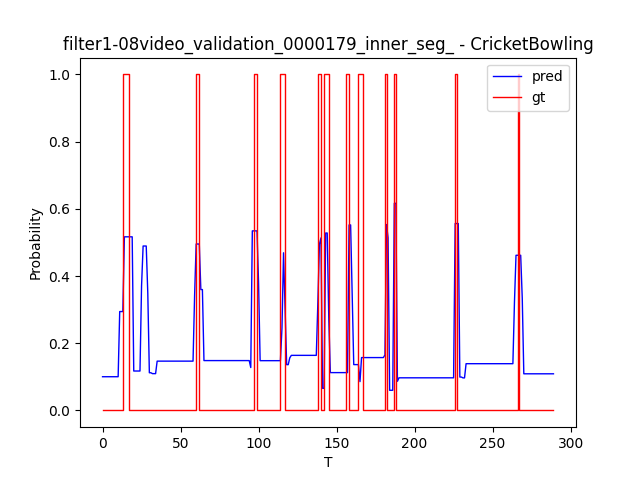 filter1-08video_validation_0000179_inner_seg_ - CricketBowling
pred
gt
1.0
0.8
0.6
0.4
0.2
0.0
Probability
0
50
100
150
200
250
300
T